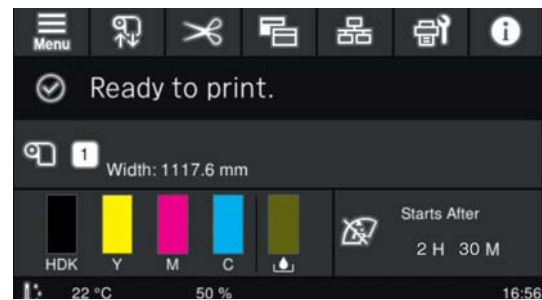 Menu
Ready to print.
1
Width: 1117.6 mm
Starts After
2 H 30 M
HDK Y M C
22 °C 50 % 16:56